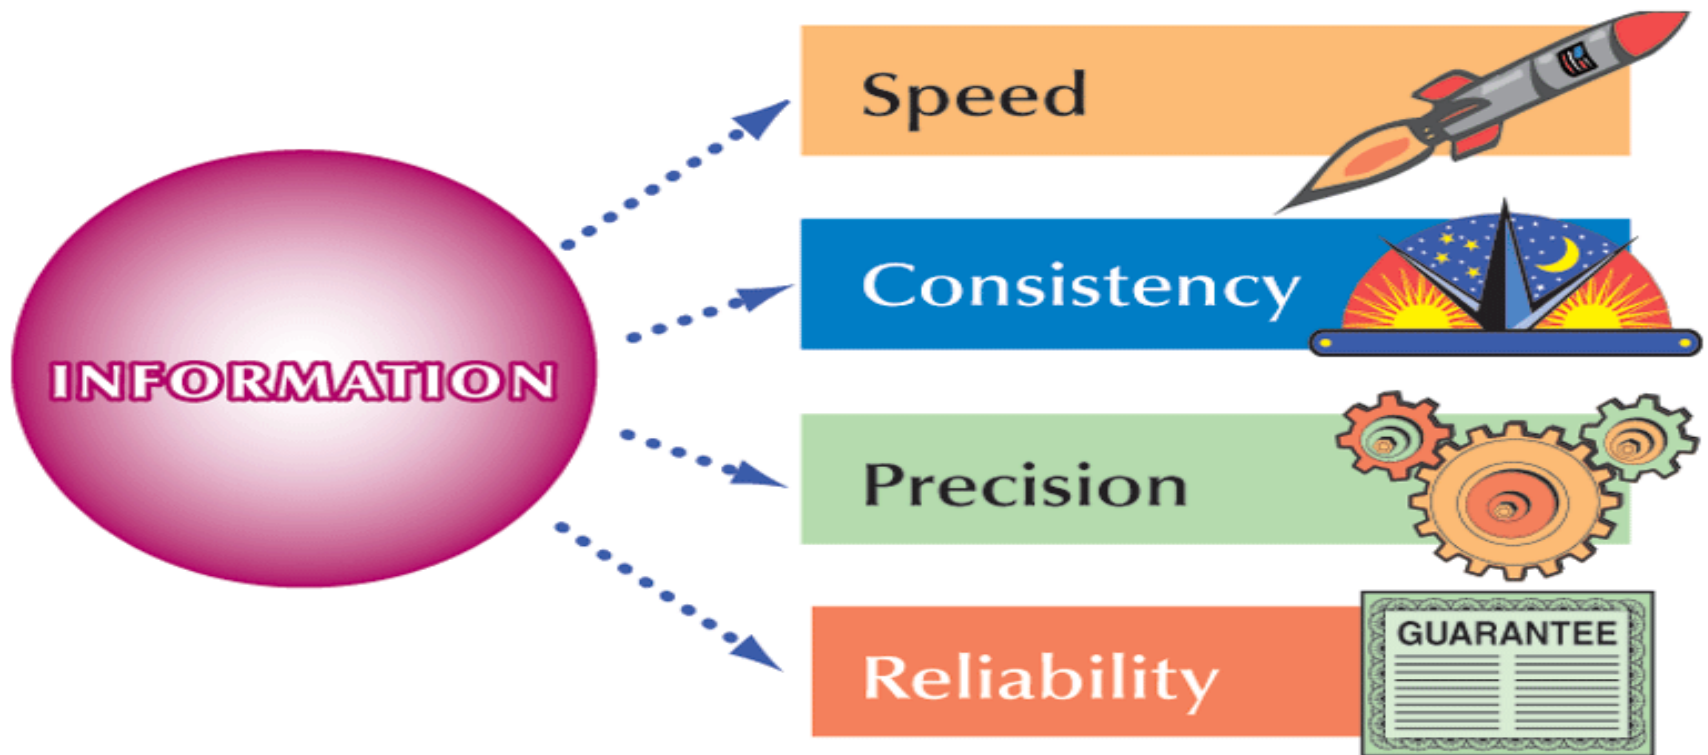 INFORMATION
Speed
Consistency
Precision
Reliability
GUARANTEE